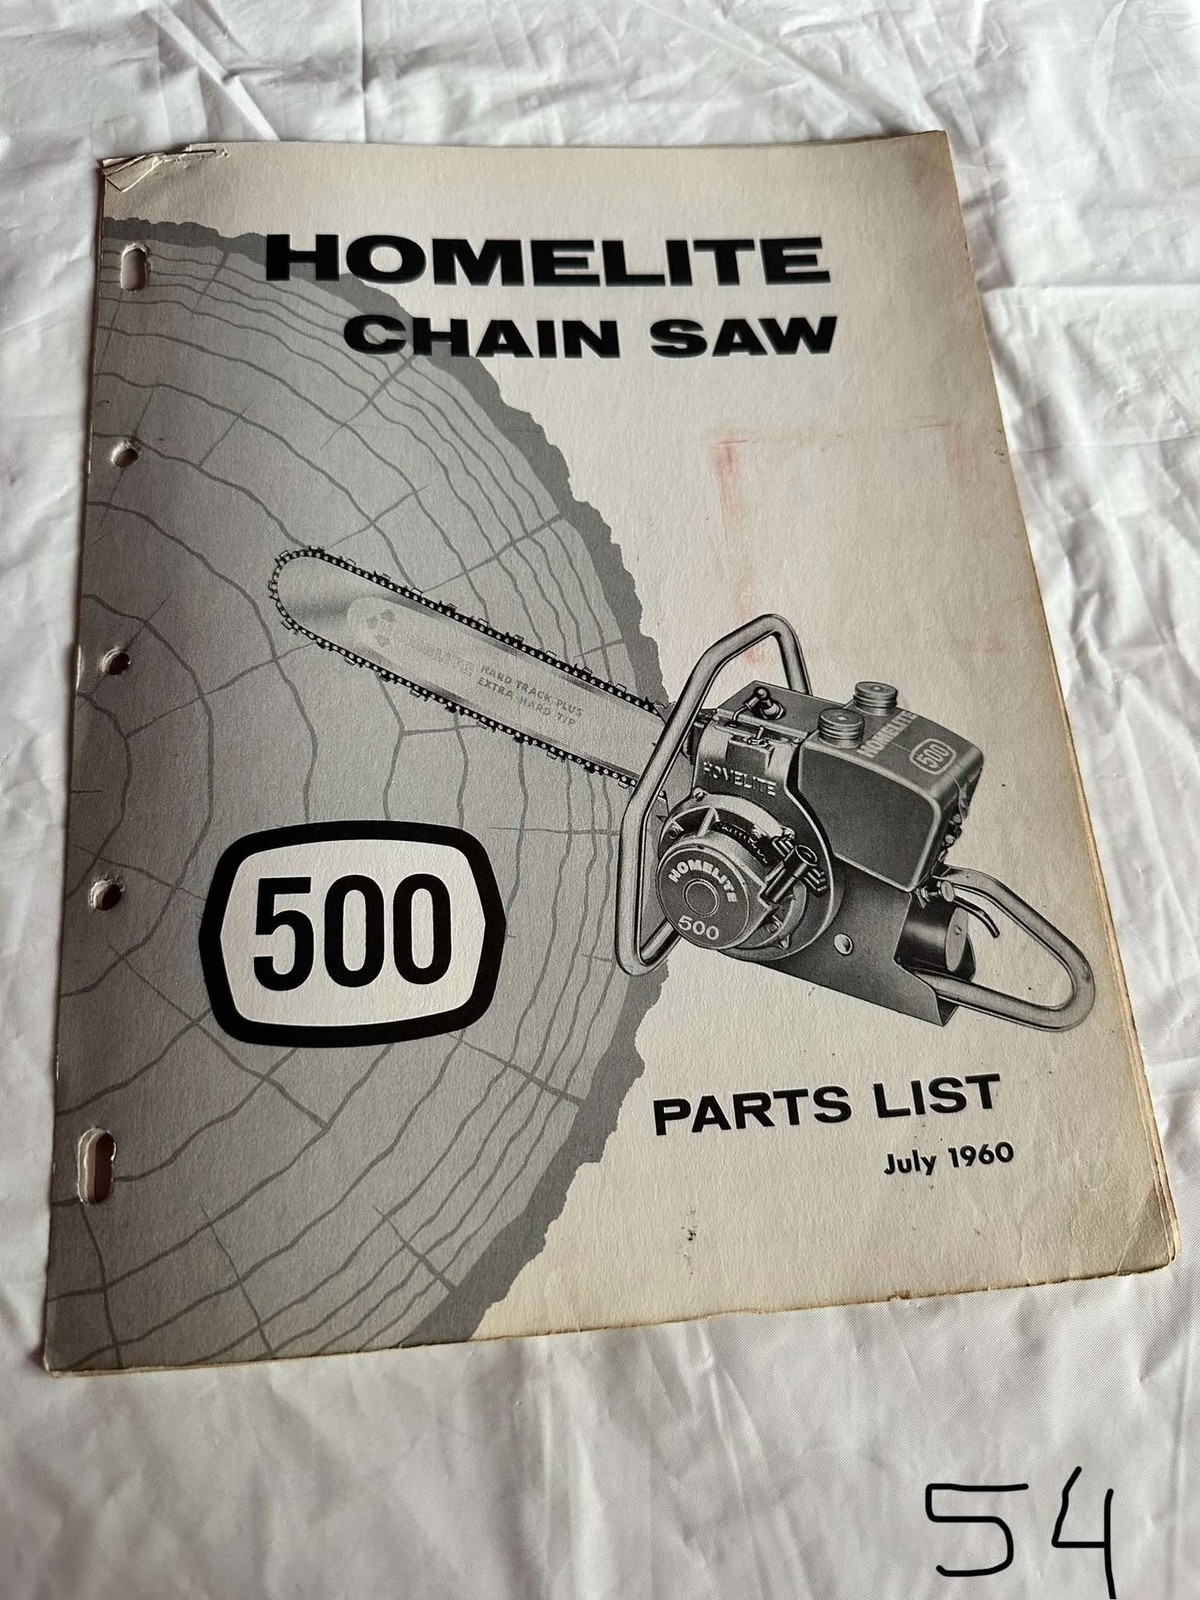 HOMELITE
CHAIN SAW
HARD TRACK PLUS
EXTRA HARD TIP
HOMELITE
500
HOMELITE
HOMELITE
500
500
PARTS LIST
July 1960
54